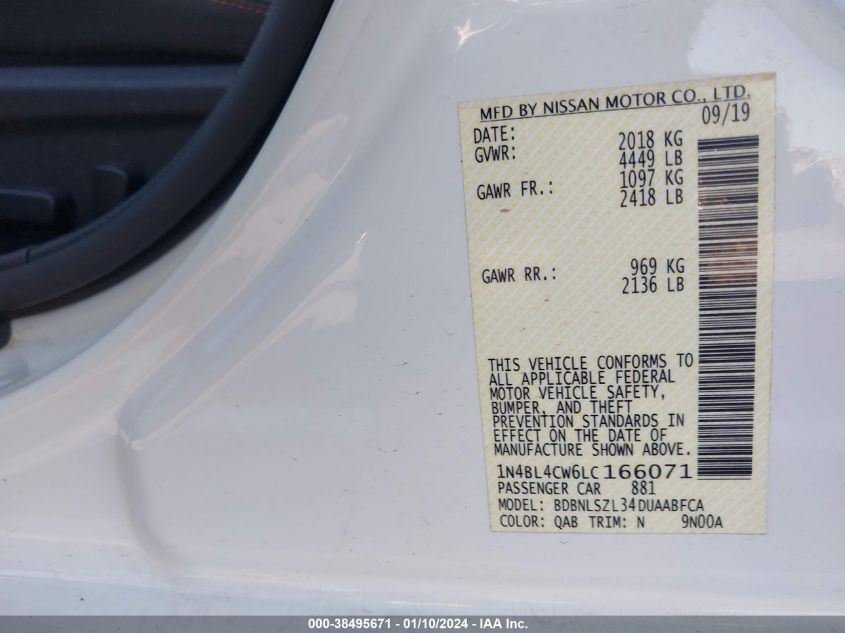 MFD BY NISSAN MOTOR CO., LTD.
DATE: 09/19
GVWR: 2018 KG
4449 LB
GAWR FR.: 1097 KG
2418 LB
GAWR RR.: 969 KG
2136 LB
THIS VEHICLE CONFORMS TO
ALL APPLICABLE FEDERAL
MOTOR VEHICLE SAFETY,
BUMPER, AND THEFT
PREVENTION STANDARDS IN
EFFECT ON THE DATE OF
MANUFACTURE SHOWN ABOVE.
1N4BL4CW6LC166071
PASSENGER CAR 881
MODEL: BDBNLSZL34DUAABFCA
COLOR: QAB TRIM: N 9N00A
000-38495671 - 01/10/2024 - IAA Inc.